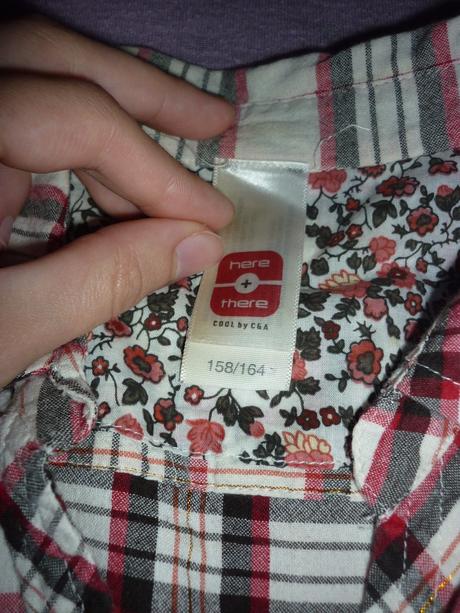 here
+
there
COOL by C&A
158/164